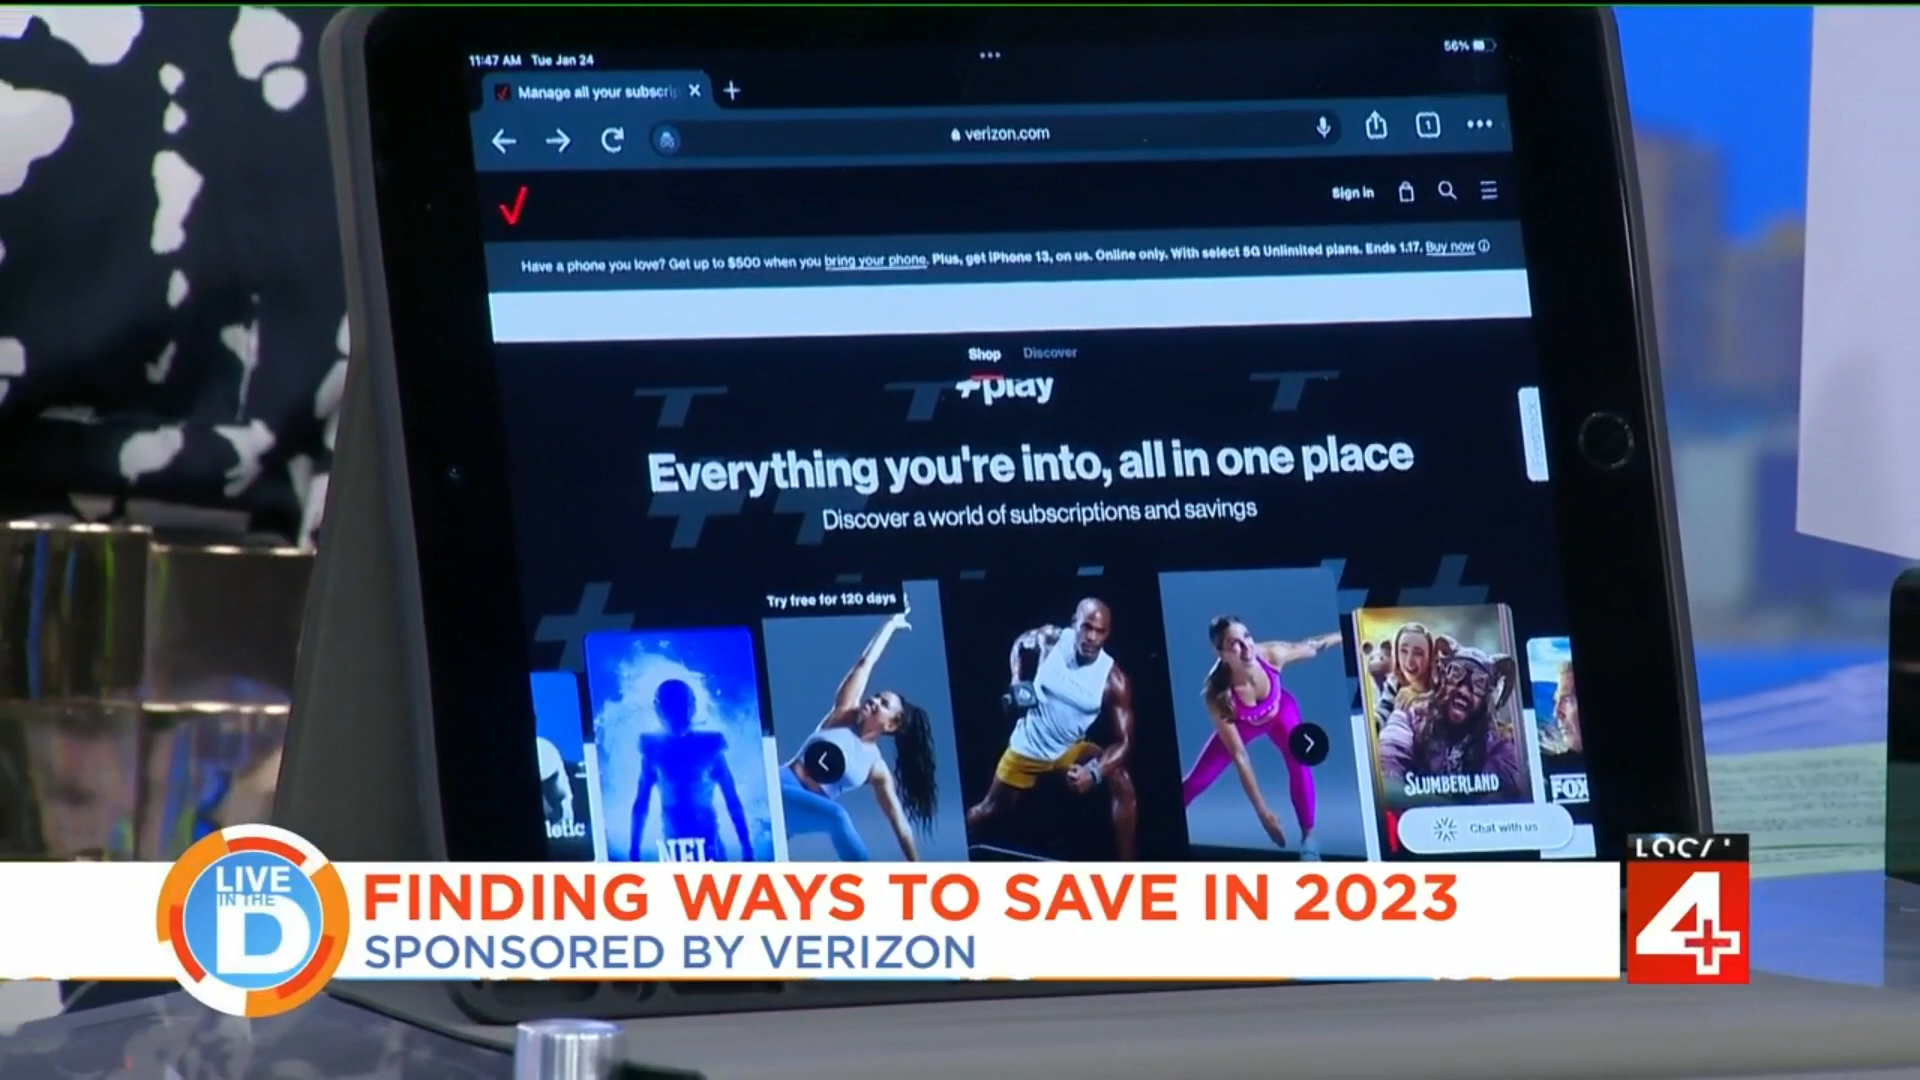 11:47 AM Tue Jan 24
56%
Manage all your subscrip
verizon.com
1
Sign in
Have a phone you love? Get up to $500 when you bring your phone. Plus, get iPhone 13, on us. Online only. With select 5G Unlimited plans. Ends 1.17. Buy now
Shop Discover
+play
Feedback
Everything you're into, all in one place
Discover a world of subscriptions and savings
Try free for 120 days
SLUMBERLAND
FOX
letic
NFL
Chat with us
LIVE
IN THE
D
FINDING WAYS TO SAVE IN 2023
SPONSORED BY VERIZON
LOCAL
4+